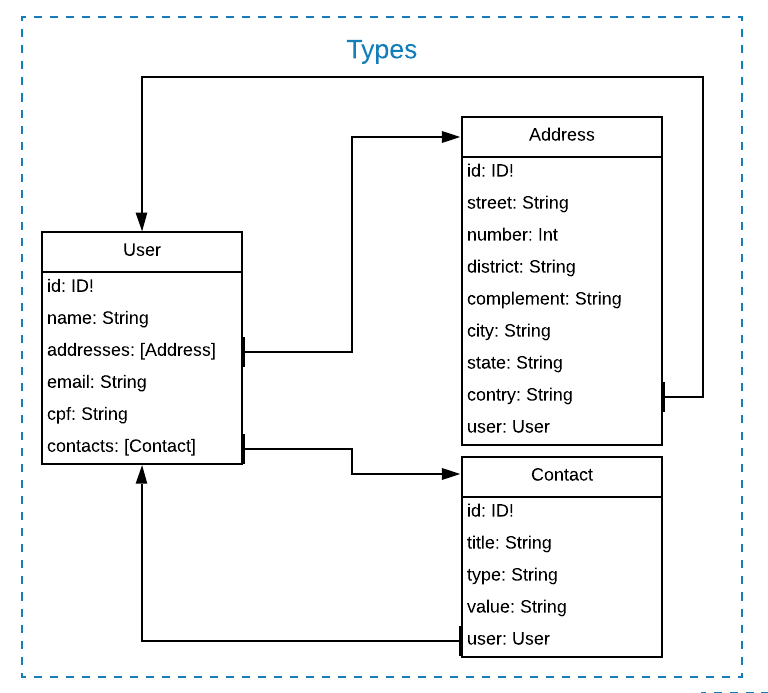 Types
User
id: ID!
name: String
addresses: [Address]
email: String
cpf: String
contacts: [Contact]
Address
id: ID!
street: String
number: Int
district: String
complement: String
city: String
state: String
contry: String
user: User
Contact
id: ID!
title: String
type: String
value: String
user: User